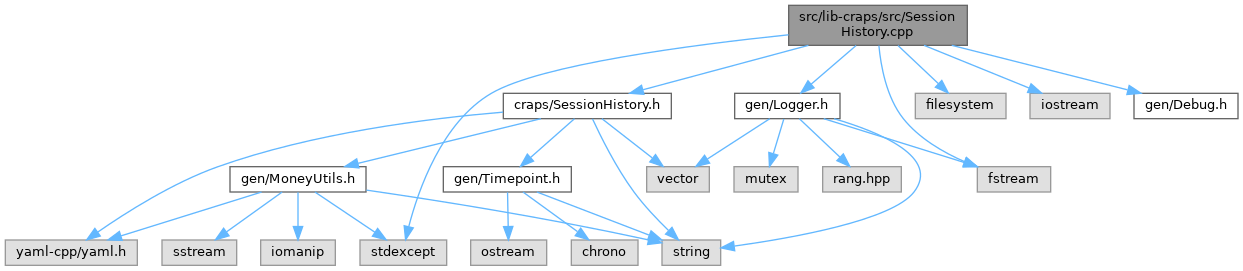 src/lib-craps/src/Session
History.cpp
craps/SessionHistory.h
gen/Logger.h
filesystem
iostream
gen/Debug.h
gen/MoneyUtils.h
gen/Timepoint.h
vector
mutex
rang.hpp
fstream
yaml-cpp/yaml.h
sstream
iomanip
stdexcept
ostream
chrono
string